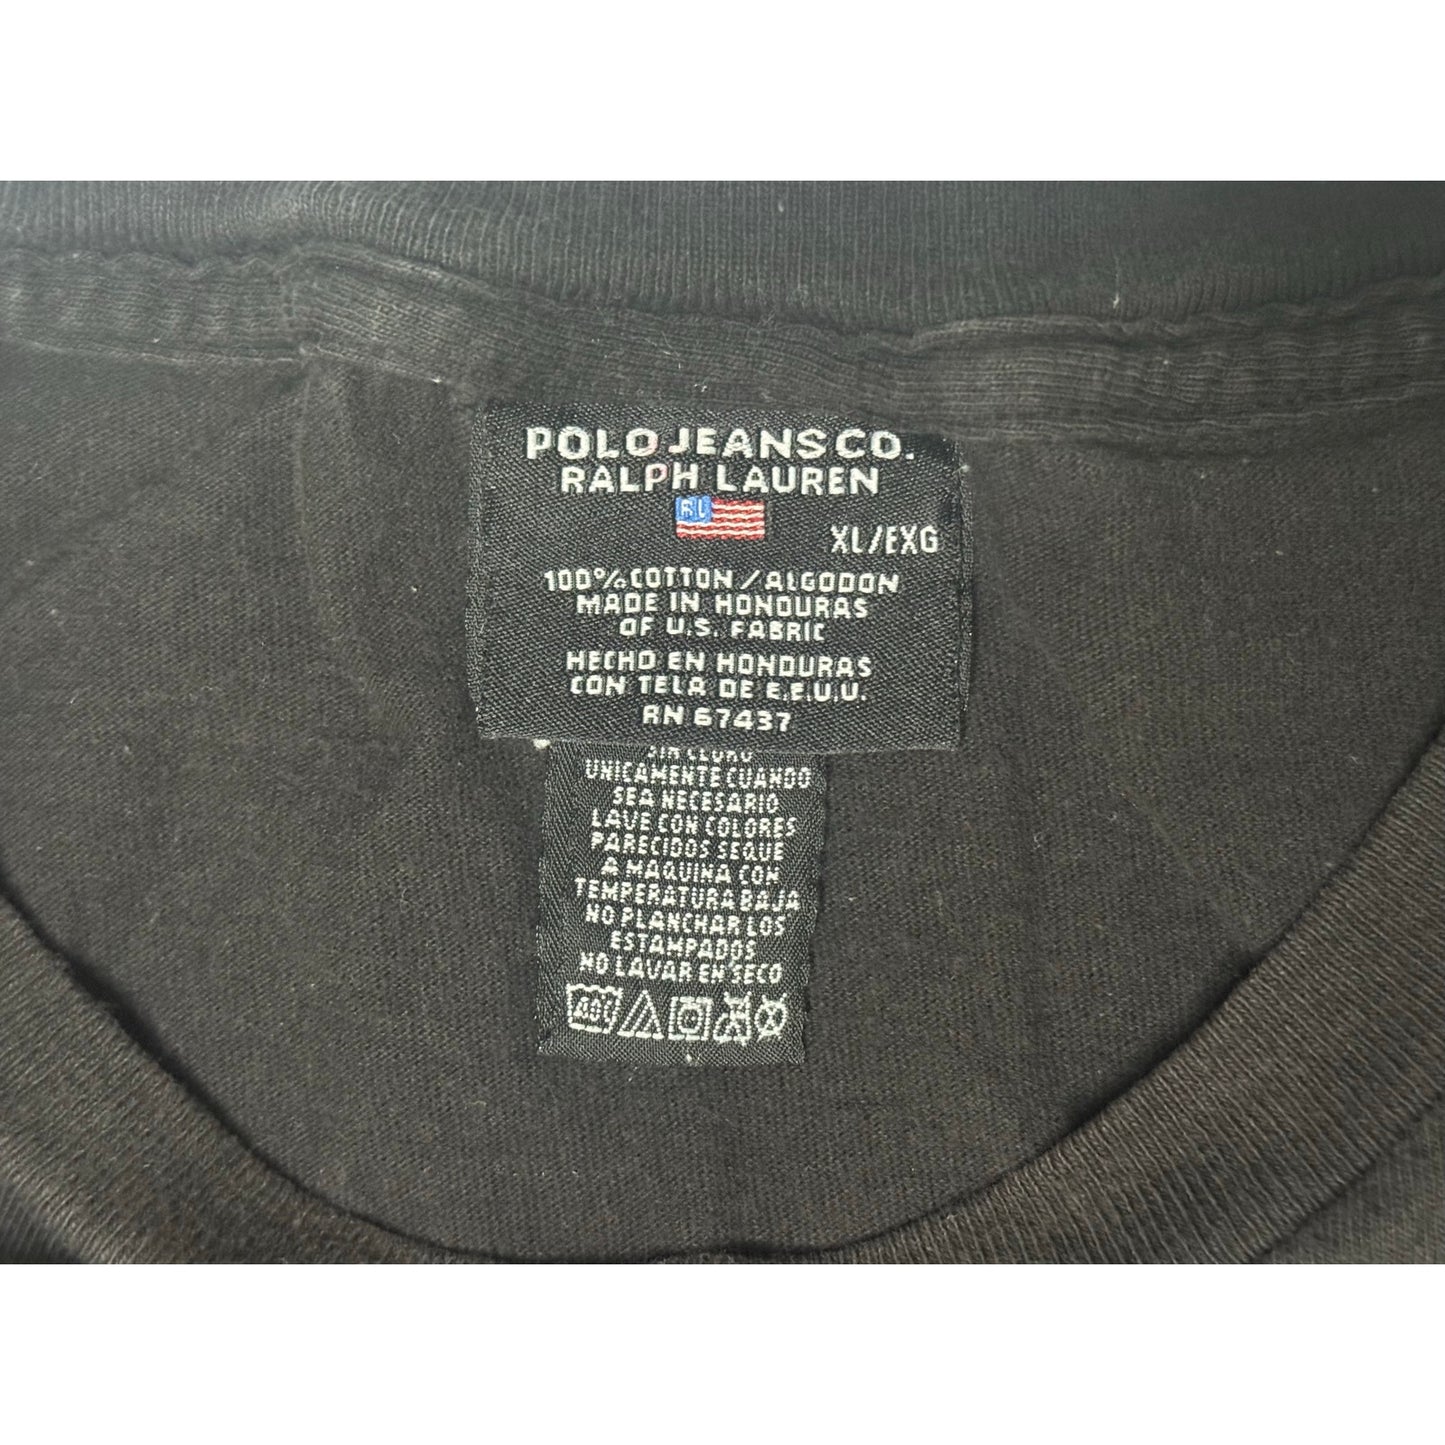 POLO JEANS CO.
RALPH LAUREN
RL
XL/EXG
100% COTTON/ALGODON
MADE IN HONDURAS
OF U.S. FABRIC
HECHO EN HONDURAS
CON TELA DE E.E.U.U.
RN 67437
SIN CLORO
UNICAMENTE CUANDO
SEA NECESARIO
LAVE CON COLORES
PARECIDOS SEQUE
A MAQUINA CON
TEMPERATURA BAJA
NO PLANCHAR LOS
ESTAMPADOS
NO LAVAR EN SECO